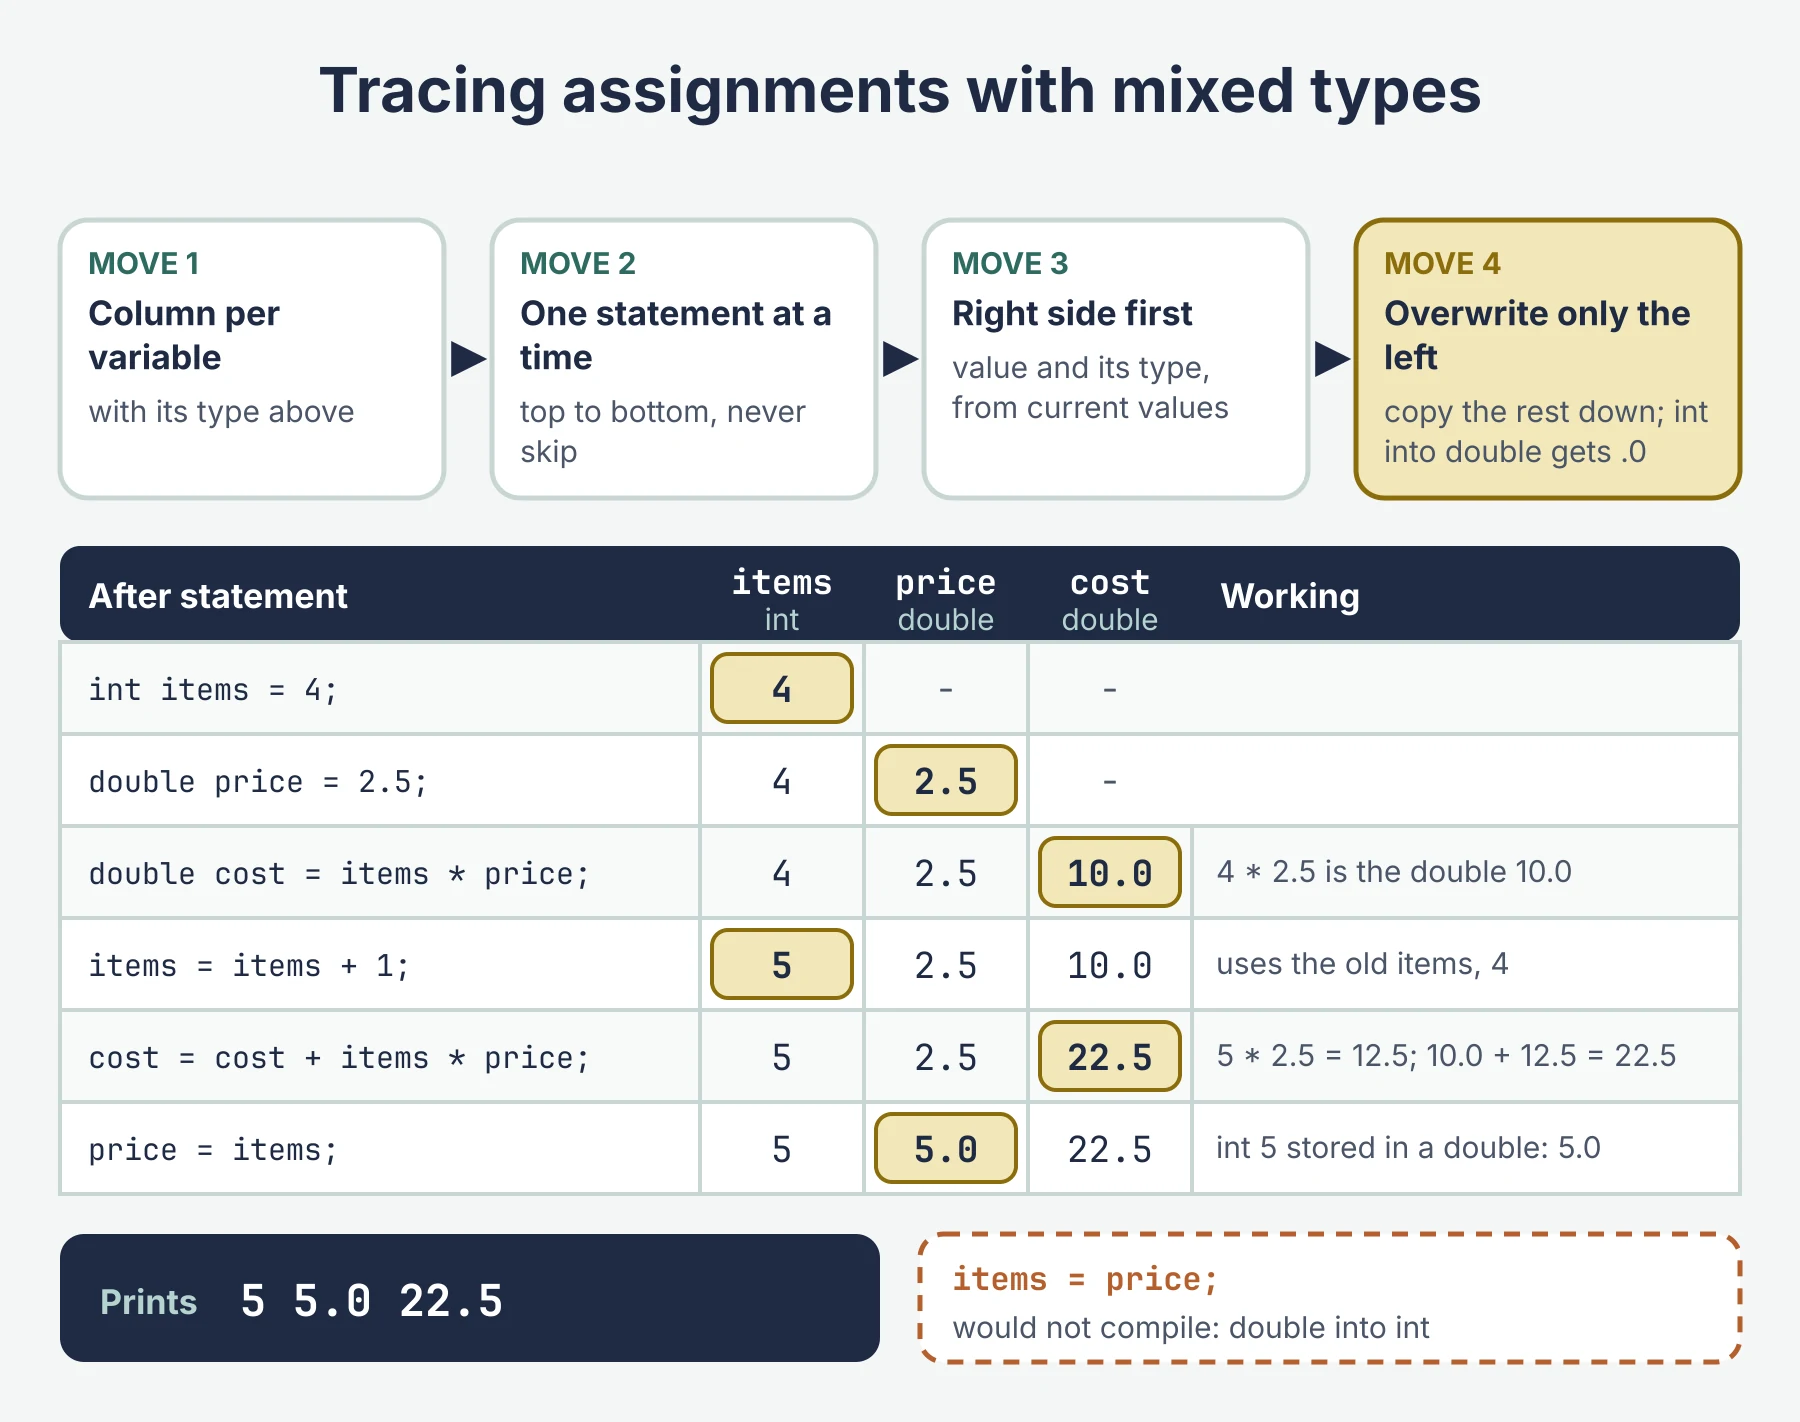 Tracing assignments with mixed types
MOVE 1
Column per
variable
with its type above
MOVE 2
One statement at a
time
top to bottom, never
skip
MOVE 3
Right side first
value and its type,
from current values
MOVE 4
Overwrite only the
left
copy the rest down; int
into double gets .0
After statement items int price double cost double Working
int items = 4; 4 - -
double price = 2.5; 4 2.5 -
double cost = items * price; 4 2.5 10.0 4 * 2.5 is the double 10.0
items = items + 1; 5 2.5 10.0 uses the old items, 4
cost = cost + items * price; 5 2.5 22.5 5 * 2.5 = 12.5; 10.0 + 12.5 = 22.5
price = items; 5 5.0 22.5 int 5 stored in a double: 5.0
Prints 5 5.0 22.5
items = price;
would not compile: double into int